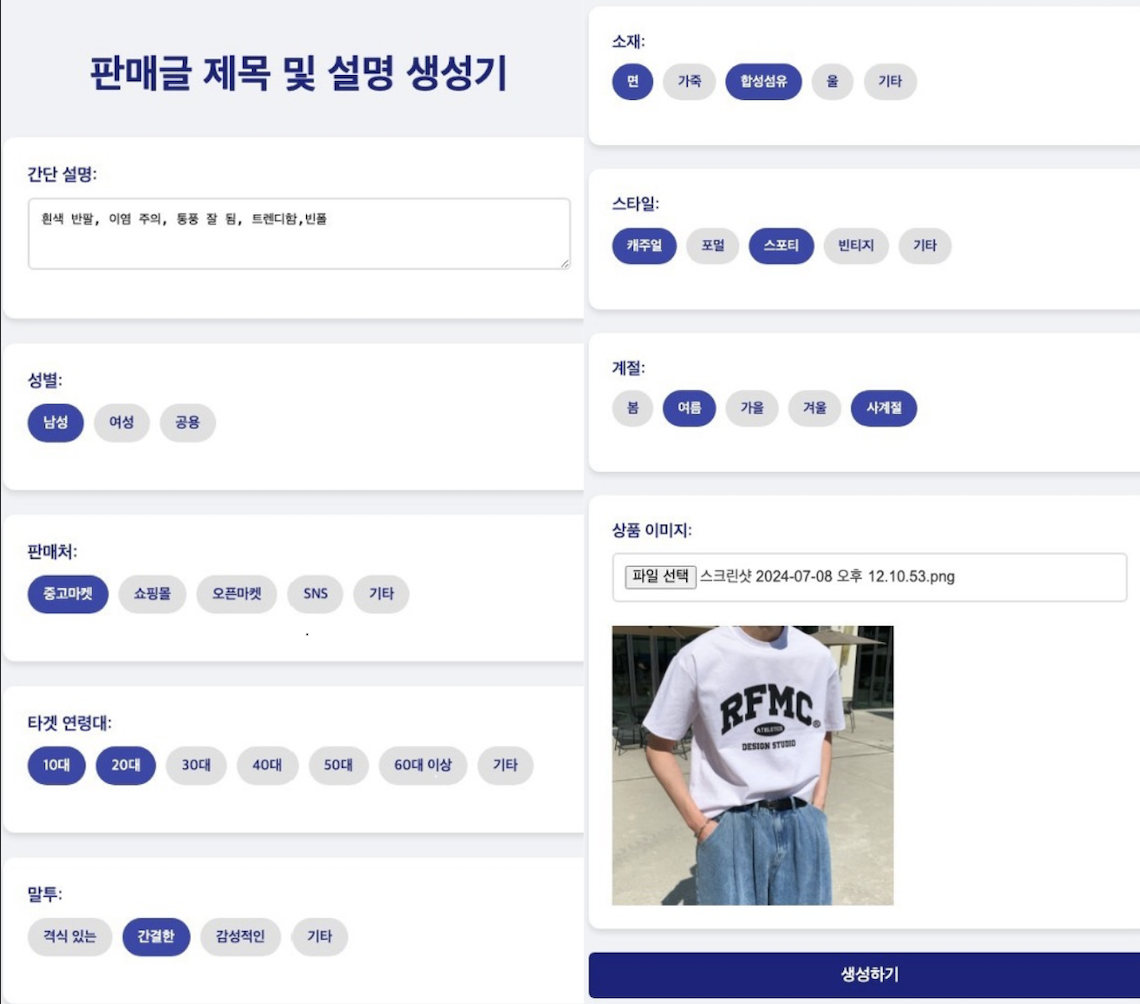 판매글 제목 및 설명 생성기
간단 설명:
흰색 반팔, 이염 주의, 통풍 잘 됨, 트렌디함,빈폴
성별:
남성 여성 공용
판매처:
중고마켓 쇼핑몰 오픈마켓 SNS 기타
타겟 연령대:
10대 20대 30대 40대 50대 60대 이상 기타
말투:
격식 있는 간결한 감성적인 기타
소재:
면 가죽 합성섬유 울 기타
스타일:
캐주얼 포멀 스포티 빈티지 기타
계절:
봄 여름 가을 겨울 사계절
상품 이미지:
파일 선택 스크린샷 2024-07-08 오후 12.10.53.png
RFMC®
ATHLETICS
DESIGN STUDIO
생성하기